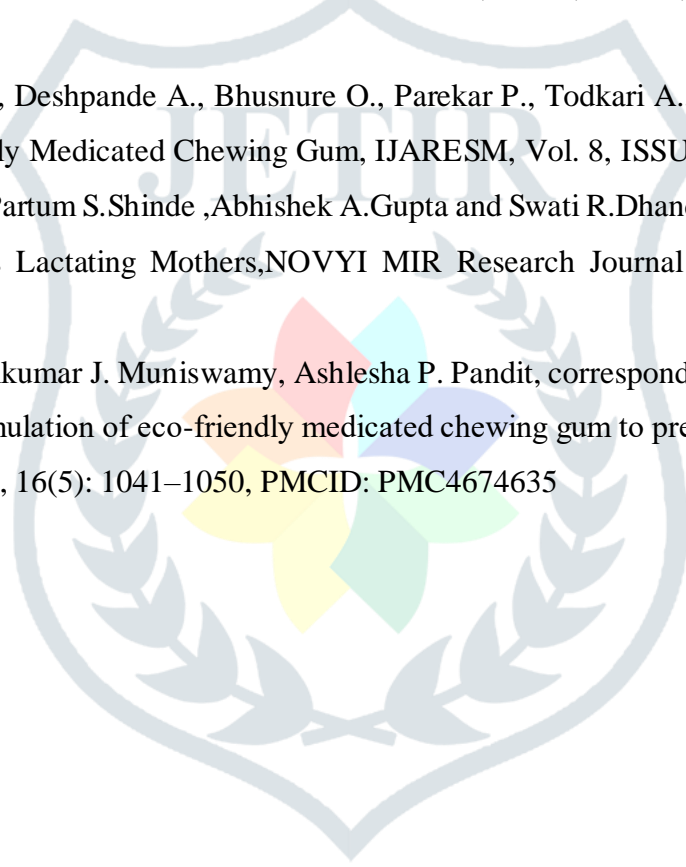 JETIR
, Deshpande A., Bhusnure O., Parekar P., Todkari A.
ly Medicated Chewing Gum, IJARESM, Vol. 8, ISSU
Partum S.Shinde ,Abhishek A.Gupta and Swati R.Dhand
Lactating Mothers,NOVYI MIR Research Journal
kumar J. Muniswamy, Ashlesha P. Pandit, correspond
mulation of eco-friendly medicated chewing gum to pre
, 16(5): 1041–1050, PMCID: PMC4674635